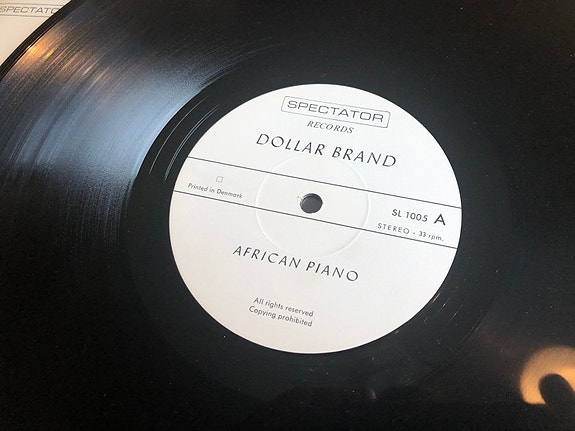 SPECTATOR
SPECTATOR
RECORDS
DOLLAR BRAND
Printed in Denmark
SL 1005 A
STEREO - 33 rpm.
AFRICAN PIANO
All rights reserved
Copying prohibited